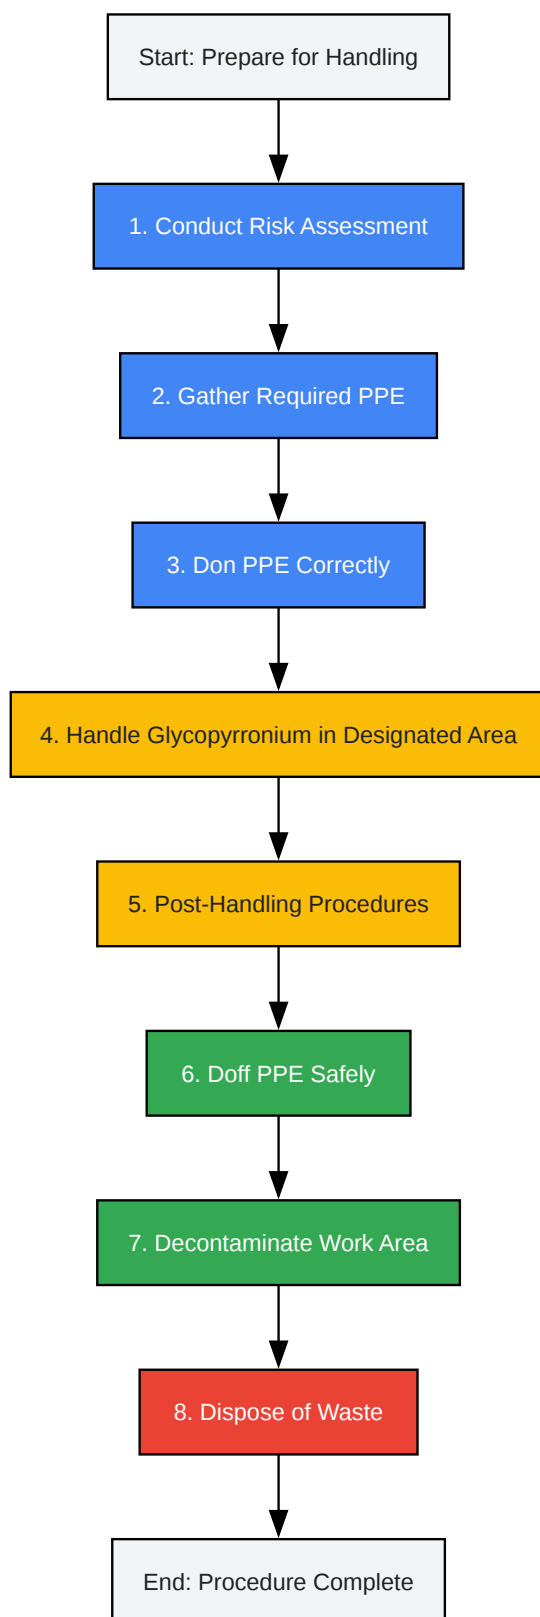 Start: Prepare for Handling
1. Conduct Risk Assessment
2. Gather Required PPE
3. Don PPE Correctly
4. Handle Glycopyrronium in Designated Area
5. Post-Handling Procedures
6. Doff PPE Safely
7. Decontaminate Work Area
8. Dispose of Waste
End: Procedure Complete